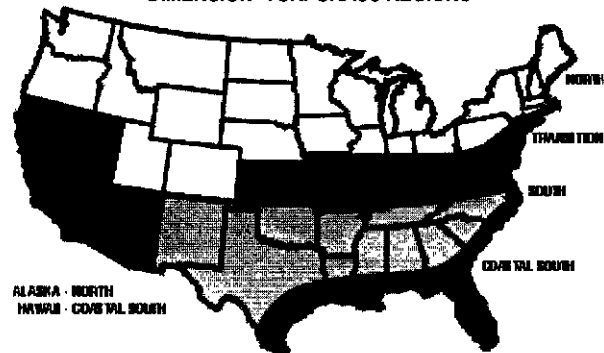 NORTH
TRANSITION
SOUTH
COASTAL SOUTH
ALASKA - NORTH
HAWAII - COASTAL SOUTH